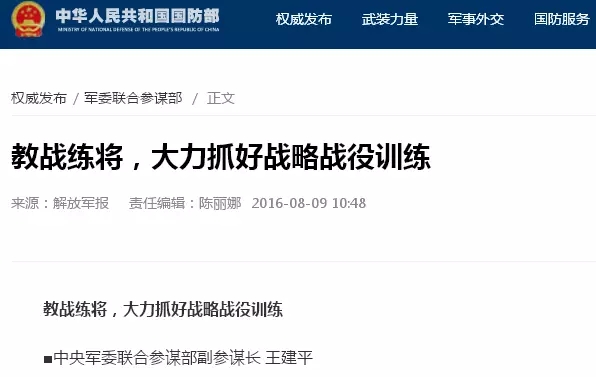 中华人民共和国国防部
MINISTRY OF NATIONAL DEFENSE OF THE PEOPLE'S REPUBLIC OF CHINA
权威发布 武装力量 军事外交 国防服务
权威发布 / 军委联合参谋部 / 正文
教战练将，大力抓好战略战役训练
来源：解放军报 责任编辑：陈丽娜 2016-08-09 10:48
教战练将，大力抓好战略战役训练
■中央军委联合参谋部副参谋长 王建平